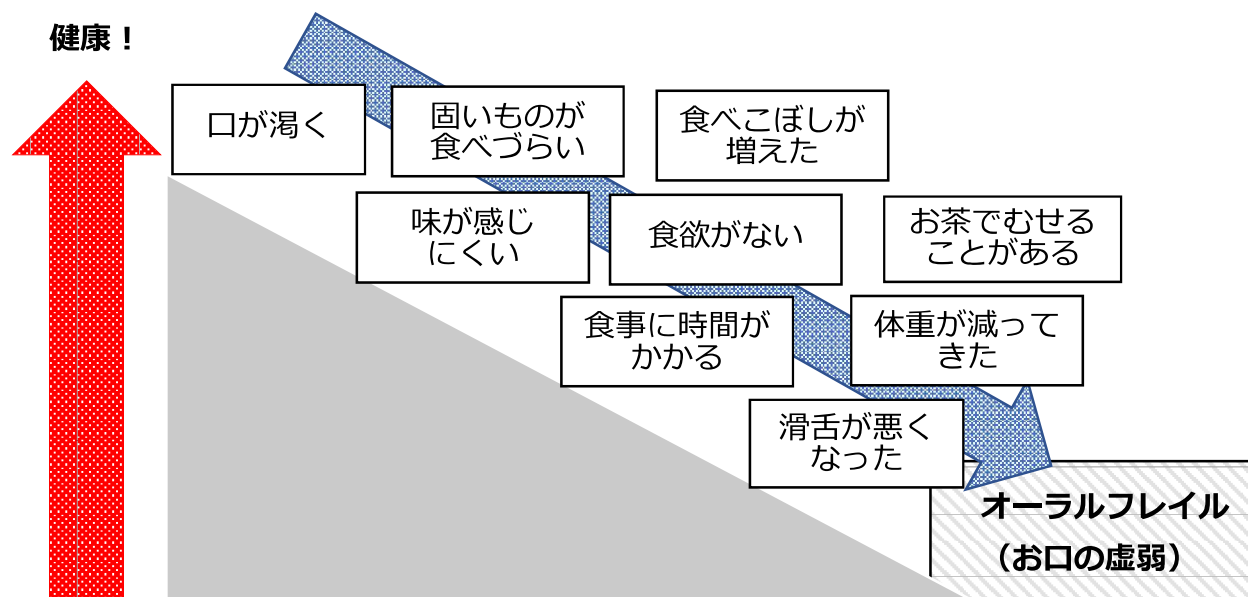 健康！
口が渇く
固いものが
食べづらい
食べこぼしが
増えた
味が感じ
にくい
食欲がない
お茶でむせる
ことがある
食事に時間が
かかる
体重が減って
きた
滑舌が悪く
なった
オーラルフレイル
（お口の虚弱）